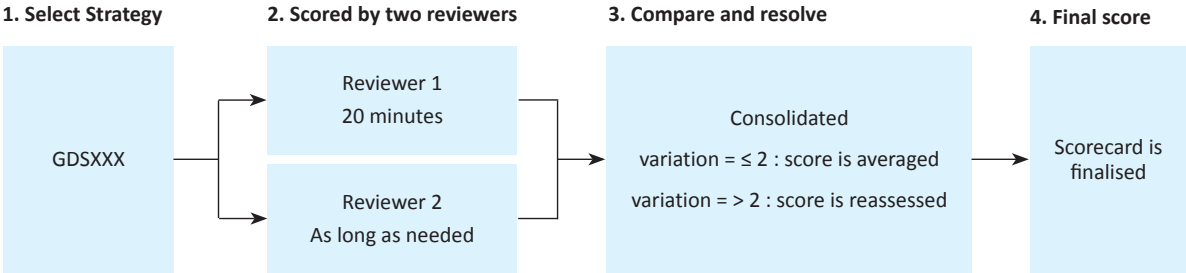 1. Select Strategy
2. Scored by two reviewers
3. Compare and resolve
4. Final score
GDSXXX
Reviewer 1
20 minutes
Reviewer 2
As long as needed
Consolidated
variation = ≤ 2 : score is averaged
variation = > 2 : score is reassessed
Scorecard is
finalised